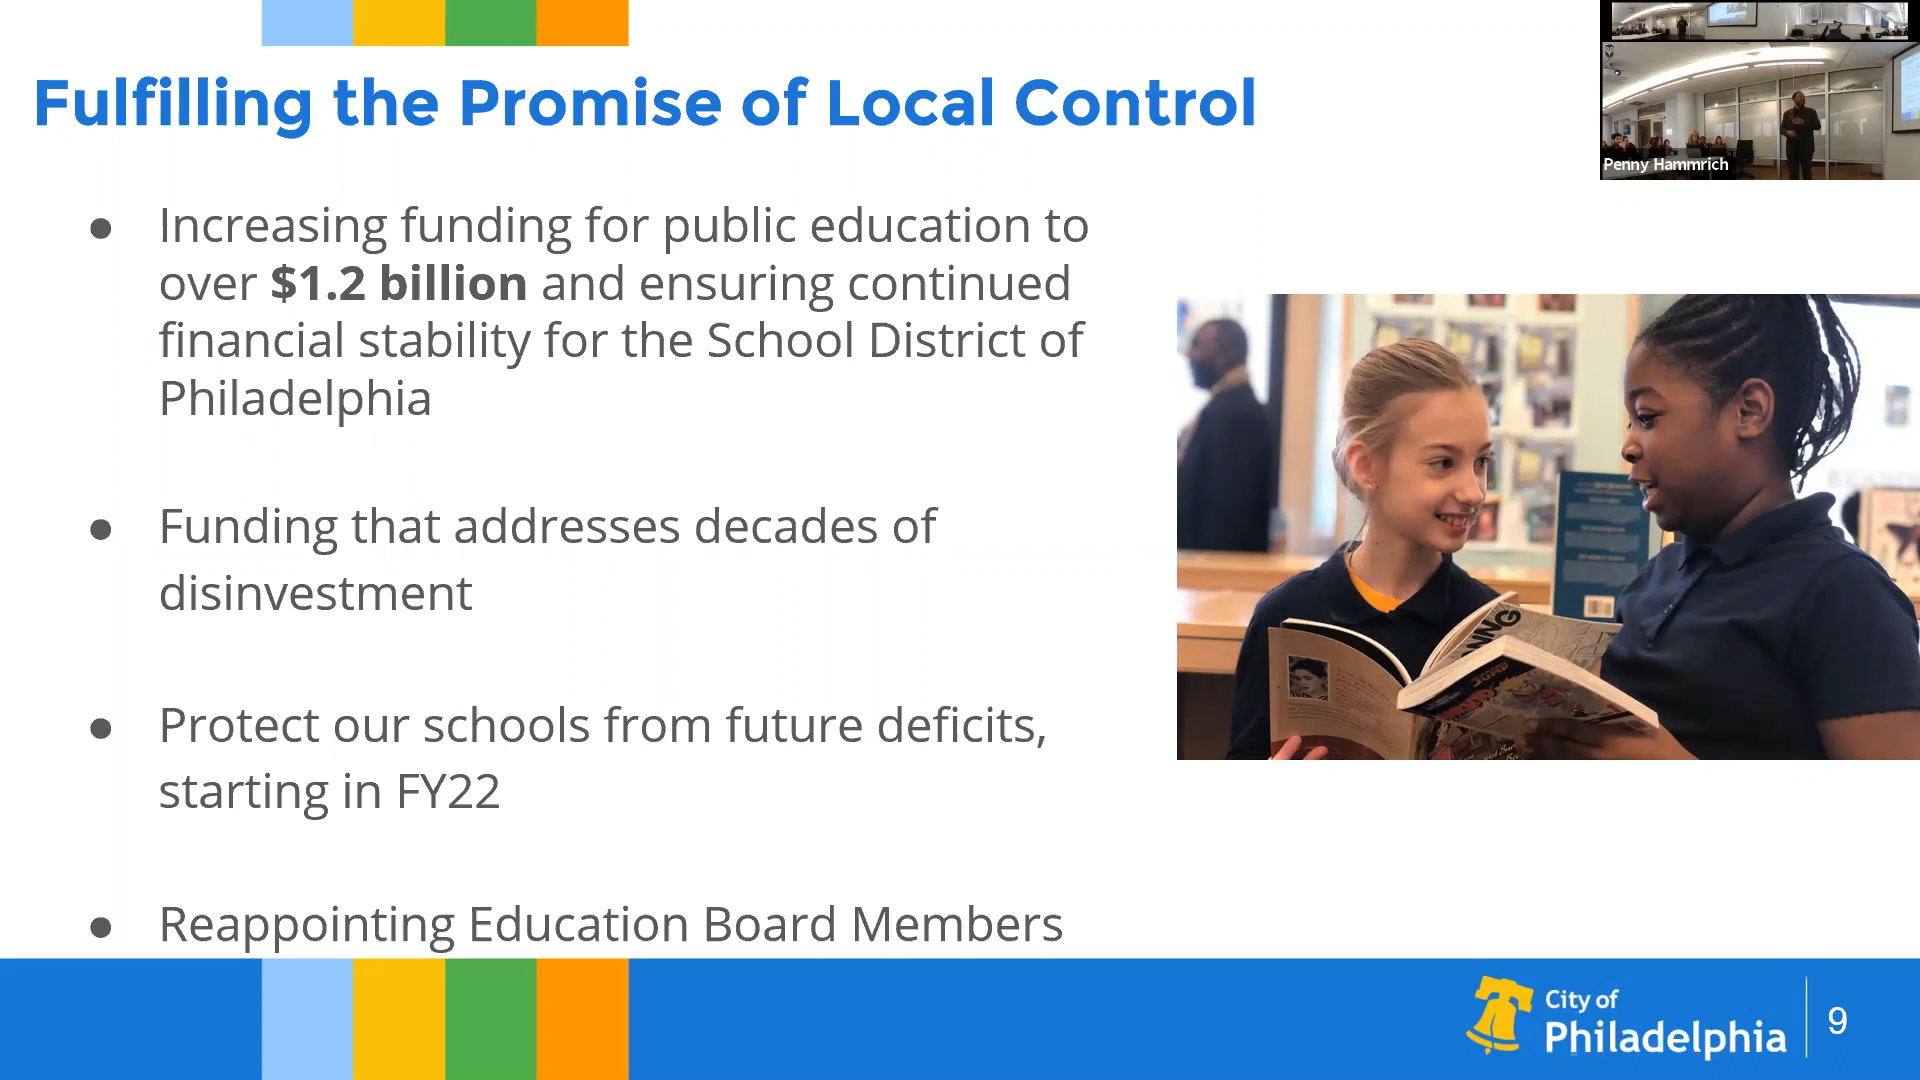 Fulfilling the Promise of Local Control
Penny Hammrich
● Increasing funding for public education to
over $1.2 billion and ensuring continued
financial stability for the School District of
Philadelphia
● Funding that addresses decades of
disinvestment
● Protect our schools from future deficits,
starting in FY22
● Reappointing Education Board Members
City of
Philadelphia
9